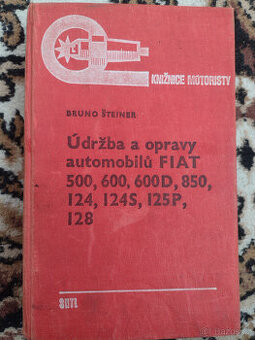 KNIŽNICE MOTORISTY
BRUNO ŠTEINER
Údržba a opravy
automobilů FIAT
500, 600, 600D, 850,
124, 124S, 125P,
128
SNTL